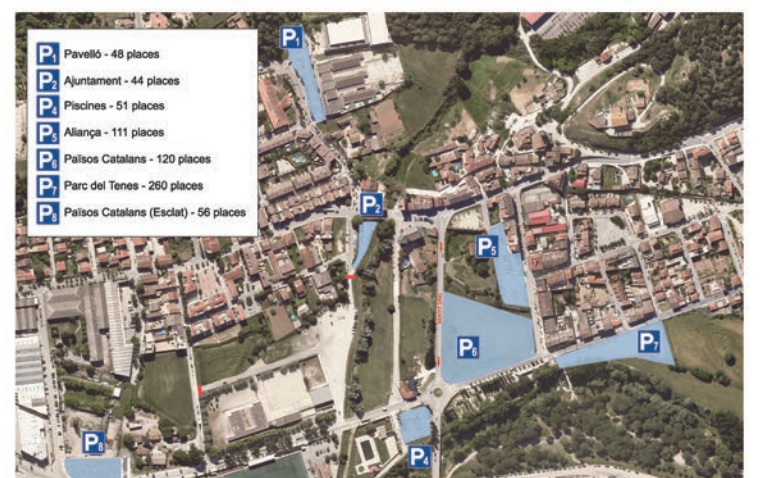 P1 Pavelló - 48 places
P2 Ajuntament - 44 places
P4 Piscines - 51 places
P5 Aliança - 111 places
P6 Països Catalans - 120 places
P7 Parc del Tenes - 260 places
P8 Països Catalans (Esclat) - 56 places
P1
P2
P5
P6
P7
P8
P4